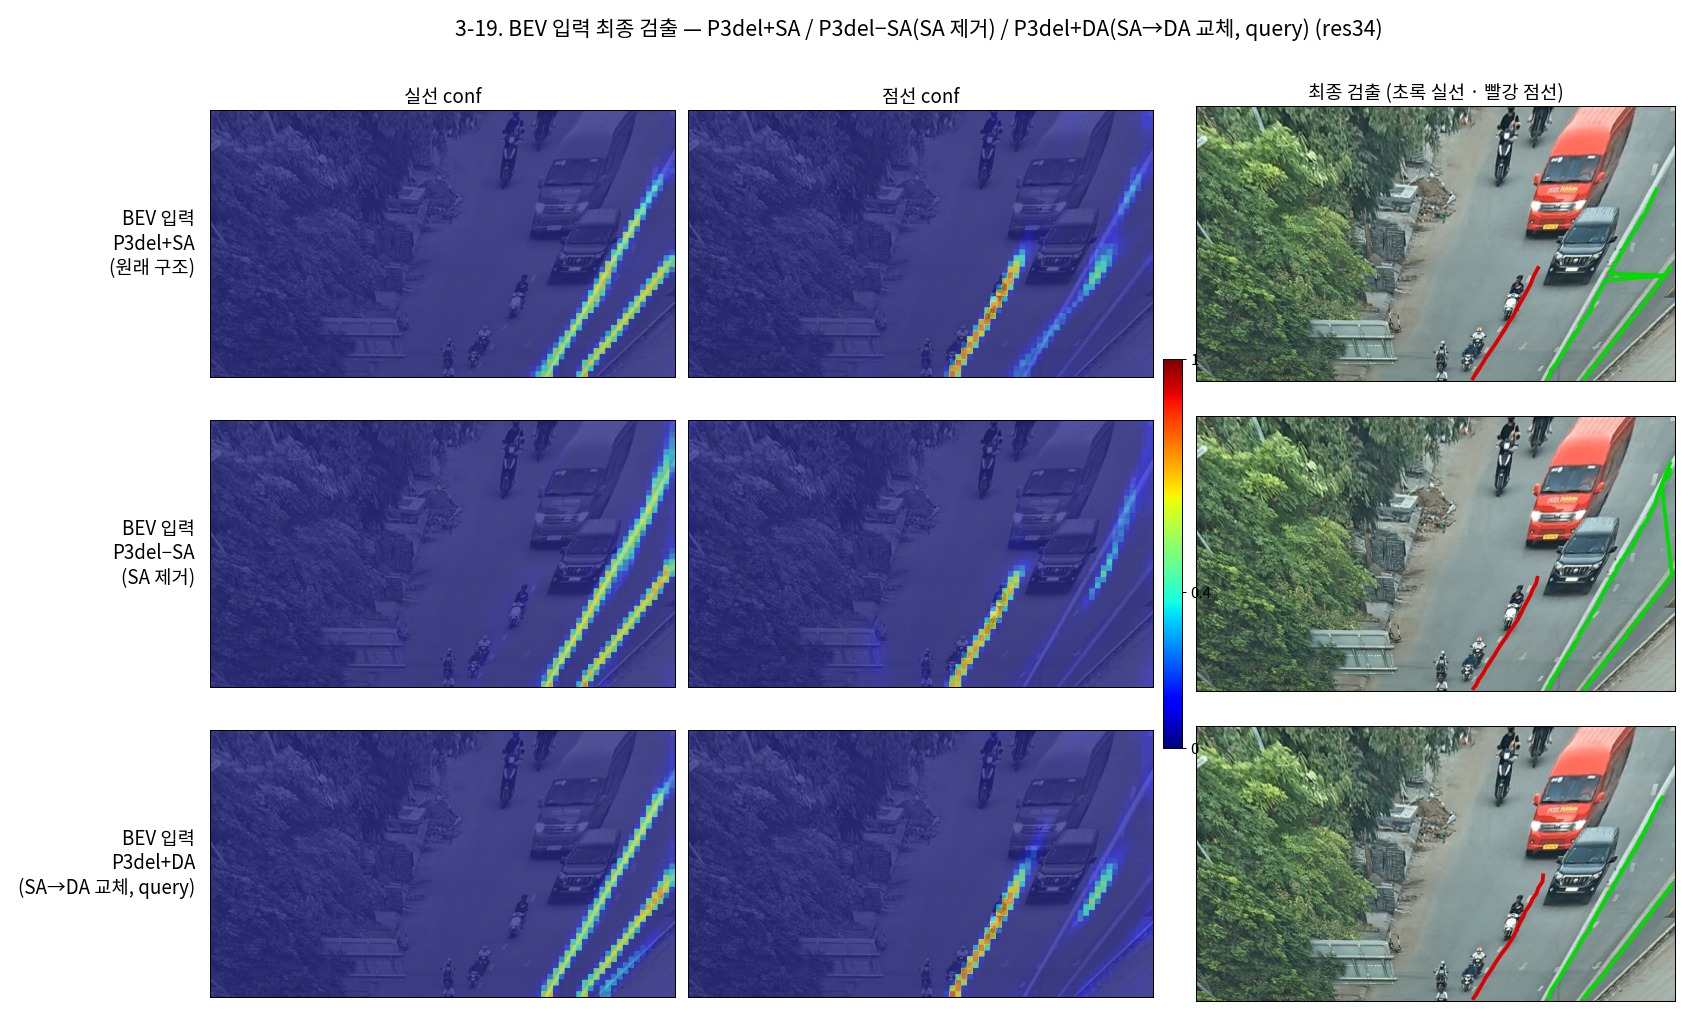 3-19. BEV 입력 최종 검출 — P3del+SA / P3del−SA(SA 제거) / P3del+DA(SA→DA 교체, query) (res34)
실선 conf
점선 conf
최종 검출 (초록 실선 · 빨강 점선)
BEV 입력
P3del+SA
(원래 구조)
1
0.4
0
BEV 입력
P3del−SA
(SA 제거)
BEV 입력
P3del+DA
(SA→DA 교체, query)